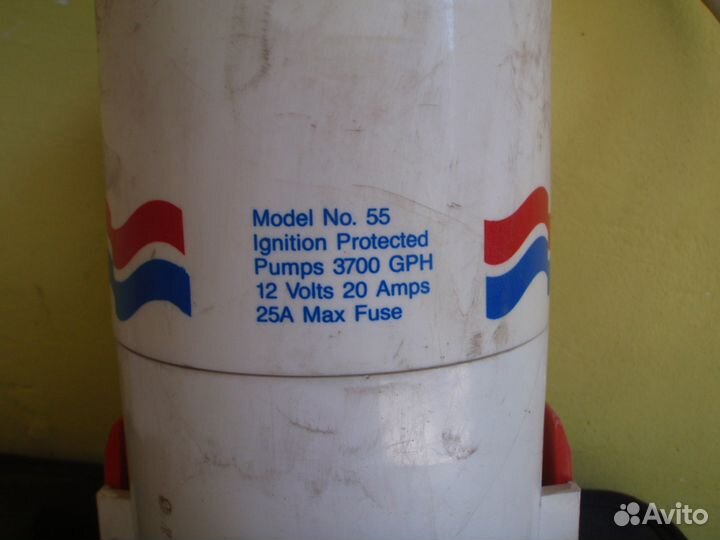 Model No. 55
Ignition Protected
Pumps 3700 GPH
12 Volts 20 Amps
25A Max Fuse
Avito